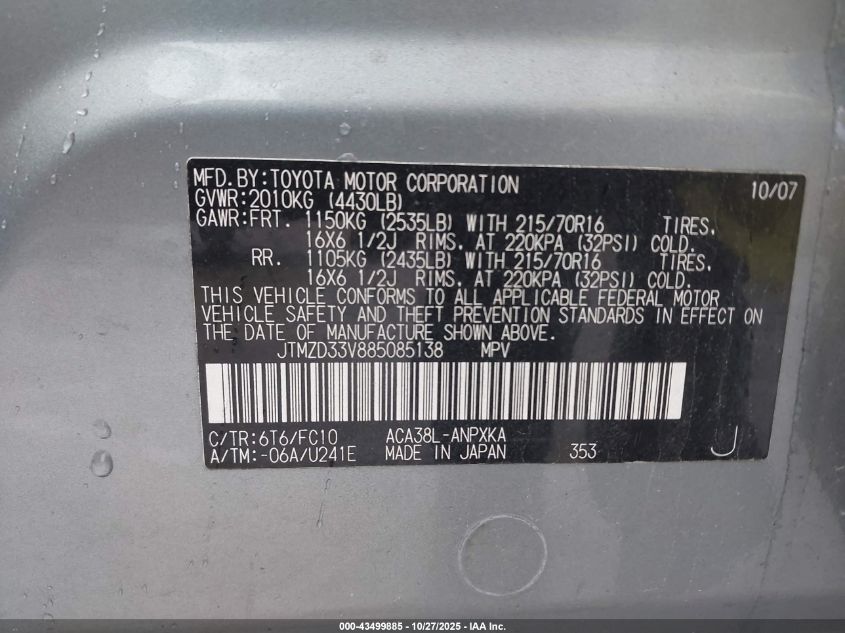 MFD.BY:TOYOTA MOTOR CORPORATION 10/07
GVWR:2010KG (4430LB)
GAWR:FRT. 1150KG (2535LB) WITH 215/70R16 TIRES,
16X6 1/2J RIMS. AT 220KPA (32PSI) COLD.
RR. 1105KG (2435LB) WITH 215/70R16 TIRES,
16X6 1/2J RIMS. AT 220KPA (32PSI) COLD.
THIS VEHICLE CONFORMS TO ALL APPLICABLE FEDERAL MOTOR
VEHICLE SAFETY AND THEFT PREVENTION STANDARDS IN EFFECT ON
THE DATE OF MANUFACTURE SHOWN ABOVE.
JTMZD33V885085138 MPV
C/TR:6T6/FC10 ACA38L-ANPXKA
A/TM:-06A/U241E MADE IN JAPAN 353 J
000-43499885 - 10/27/2025 - IAA Inc.